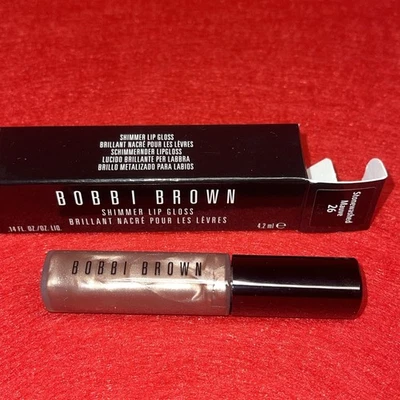 SHIMMER LIP GLOSS
BRILLANT NACRÉ POUR LES LÈVRES
SCHIMMERNDER LIPGLOSS
LUCIDO BRILLANTE PER LABBRA
BRILLO METALIZADO PARA LABIOS
BOBBI BROWN
SHIMMER LIP GLOSS
BRILLANT NACRÉ POUR LES LÈVRES
.14 FL.OZ./OZ. LIQ.
4.2 ml e
Stonewashed
Mauve
26
BOBBI BROWN